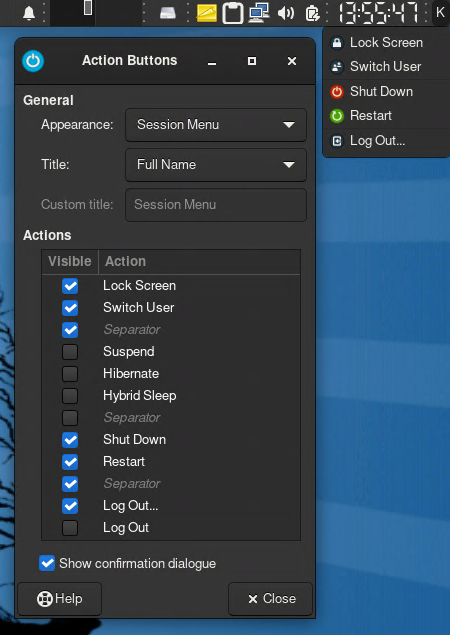 13:55:47
K
Lock Screen
Switch User
Shut Down
Restart
Log Out...
Action Buttons
General
Appearance: Session Menu
Title: Full Name
Custom title: Session Menu
Actions
Visible Action
Lock Screen
Switch User
Separator
Suspend
Hibernate
Hybrid Sleep
Separator
Shut Down
Restart
Separator
Log Out...
Log Out
Show confirmation dialogue
Help
Close